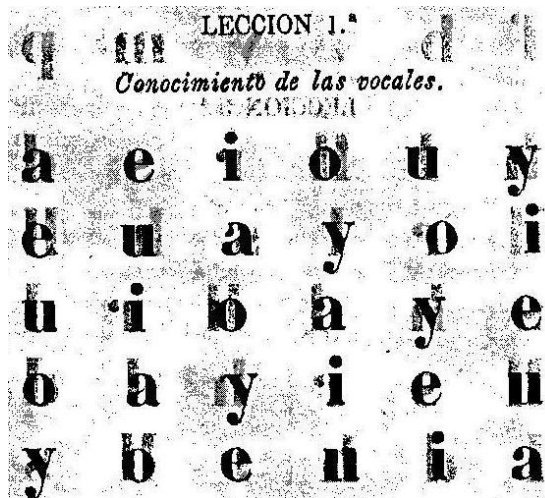 LECCION 1.ª
Conocimiento de las vocales.
a e i o u y
e u a y o i
u i o a y e
o a y i e u
y o e u i a